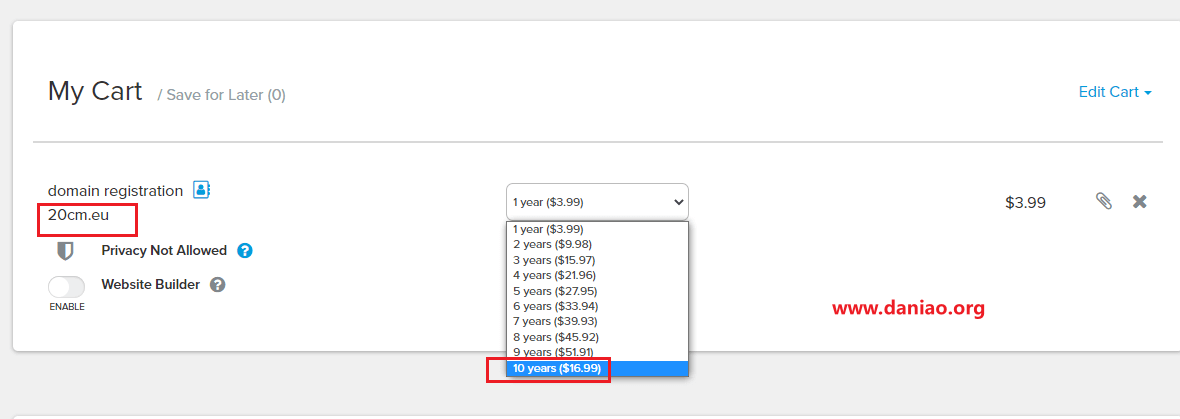 My Cart / Save for Later (0)
Edit Cart
domain registration
20cm.eu
1 year ($3.99)
$3.99
Privacy Not Allowed
Website Builder
ENABLE
1 year ($3.99)
2 years ($9.98)
3 years ($15.97)
4 years ($21.96)
5 years ($27.95)
6 years ($33.94)
7 years ($39.93)
8 years ($45.92)
9 years ($51.91)
10 years ($16.99)
www.daniao.org